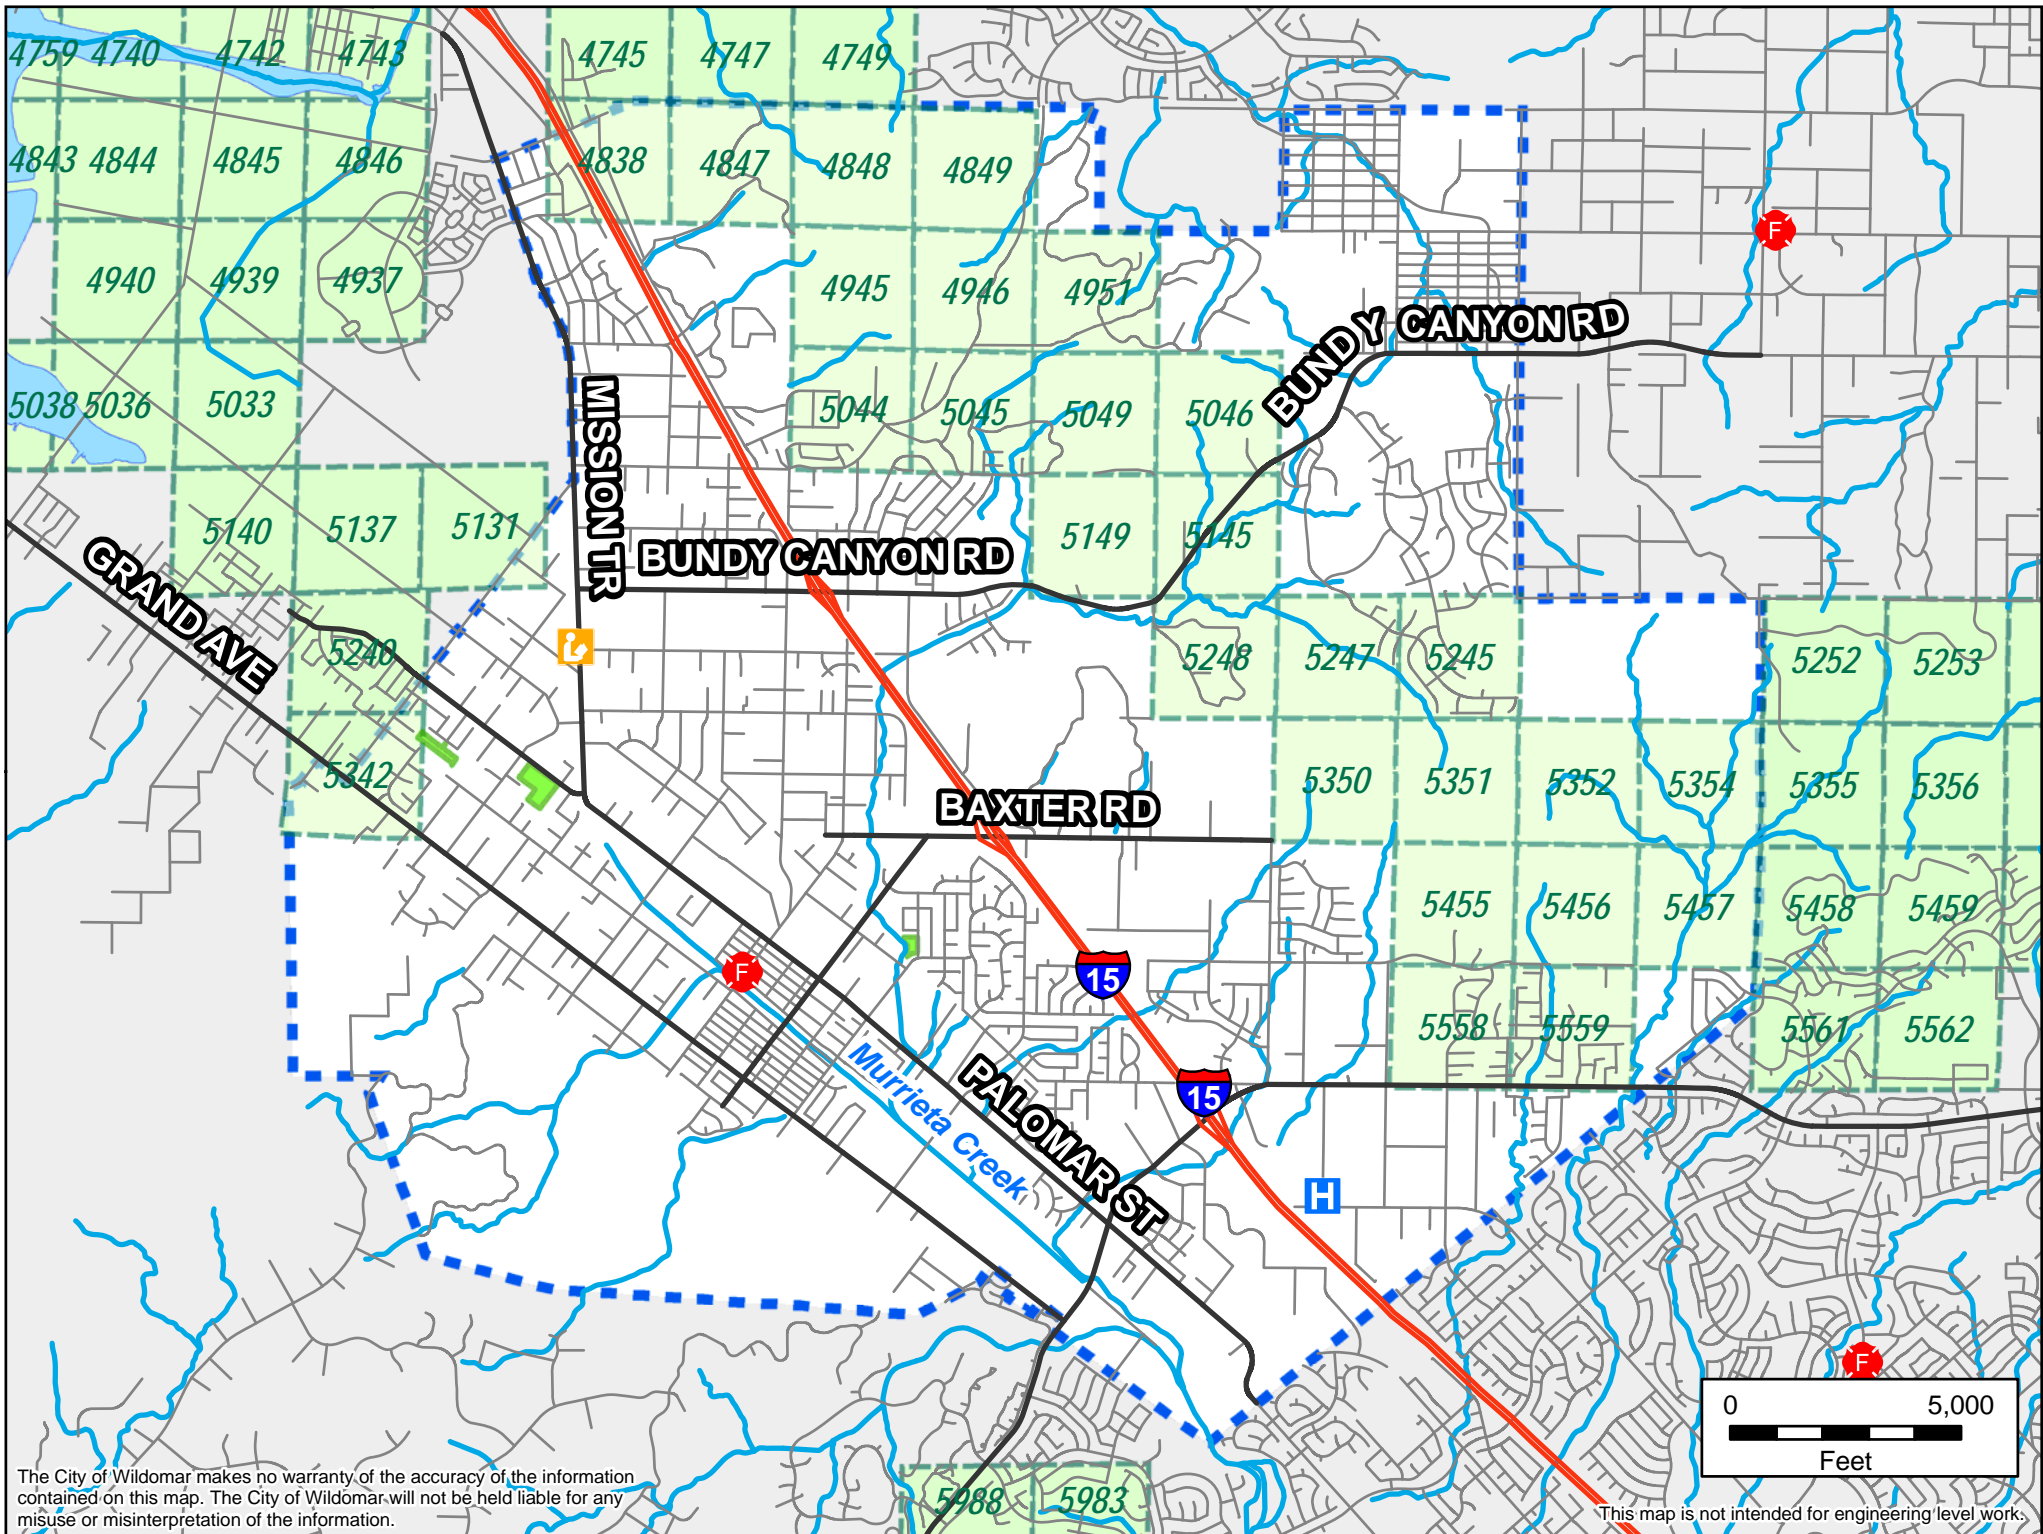 4759 4740 4742 4743 4745 4747 4749
4843 4844 4845 4846 4838 4847 4848 4849
4940 4939 4937 4945 4946 4951
F
BUNDY CANYON RD
5038 5036 5033 5044 5045 5049 5046
MISSION TR
5140 5137 5131 5149 5145
BUNDY CANYON RD
GRAND AVE
5240 5248 5247 5245 5252 5253
5342 5350 5351 5352 5354 5355 5356
BAXTER RD
5455 5456 5457 5458 5459
F
15
5558 5559 5561 5562
Murrieta Creek
PALOMAR ST
15
H
F
0 5,000
Feet
5988 5983
The City of Wildomar makes no warranty of the accuracy of the information
contained on this map. The City of Wildomar will not be held liable for any
misuse or misinterpretation of the information.
This map is not intended for engineering level work.